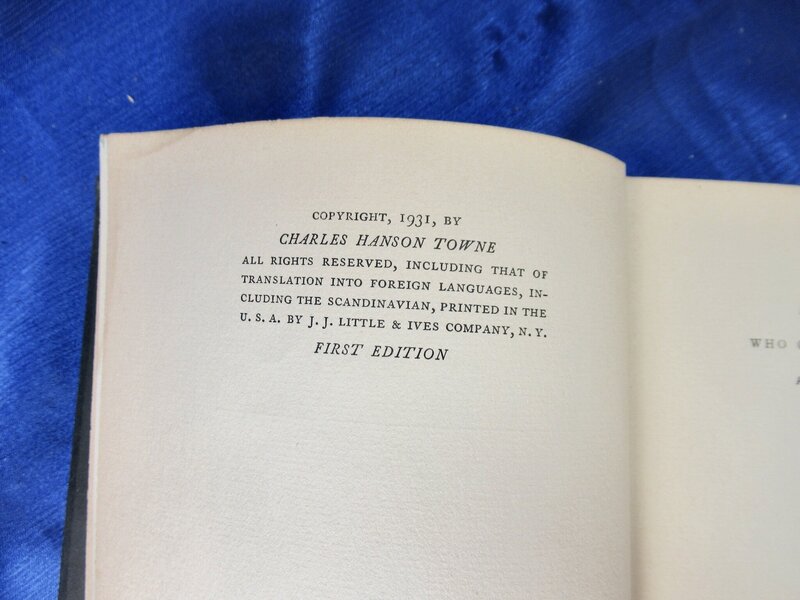 COPYRIGHT, 1931, BY
CHARLES HANSON TOWNE
ALL RIGHTS RESERVED, INCLUDING THAT OF
TRANSLATION INTO FOREIGN LANGUAGES, IN-
CLUDING THE SCANDINAVIAN, PRINTED IN THE
U. S. A. BY J. J. LITTLE & IVES COMPANY, N. Y.
FIRST EDITION
WHO